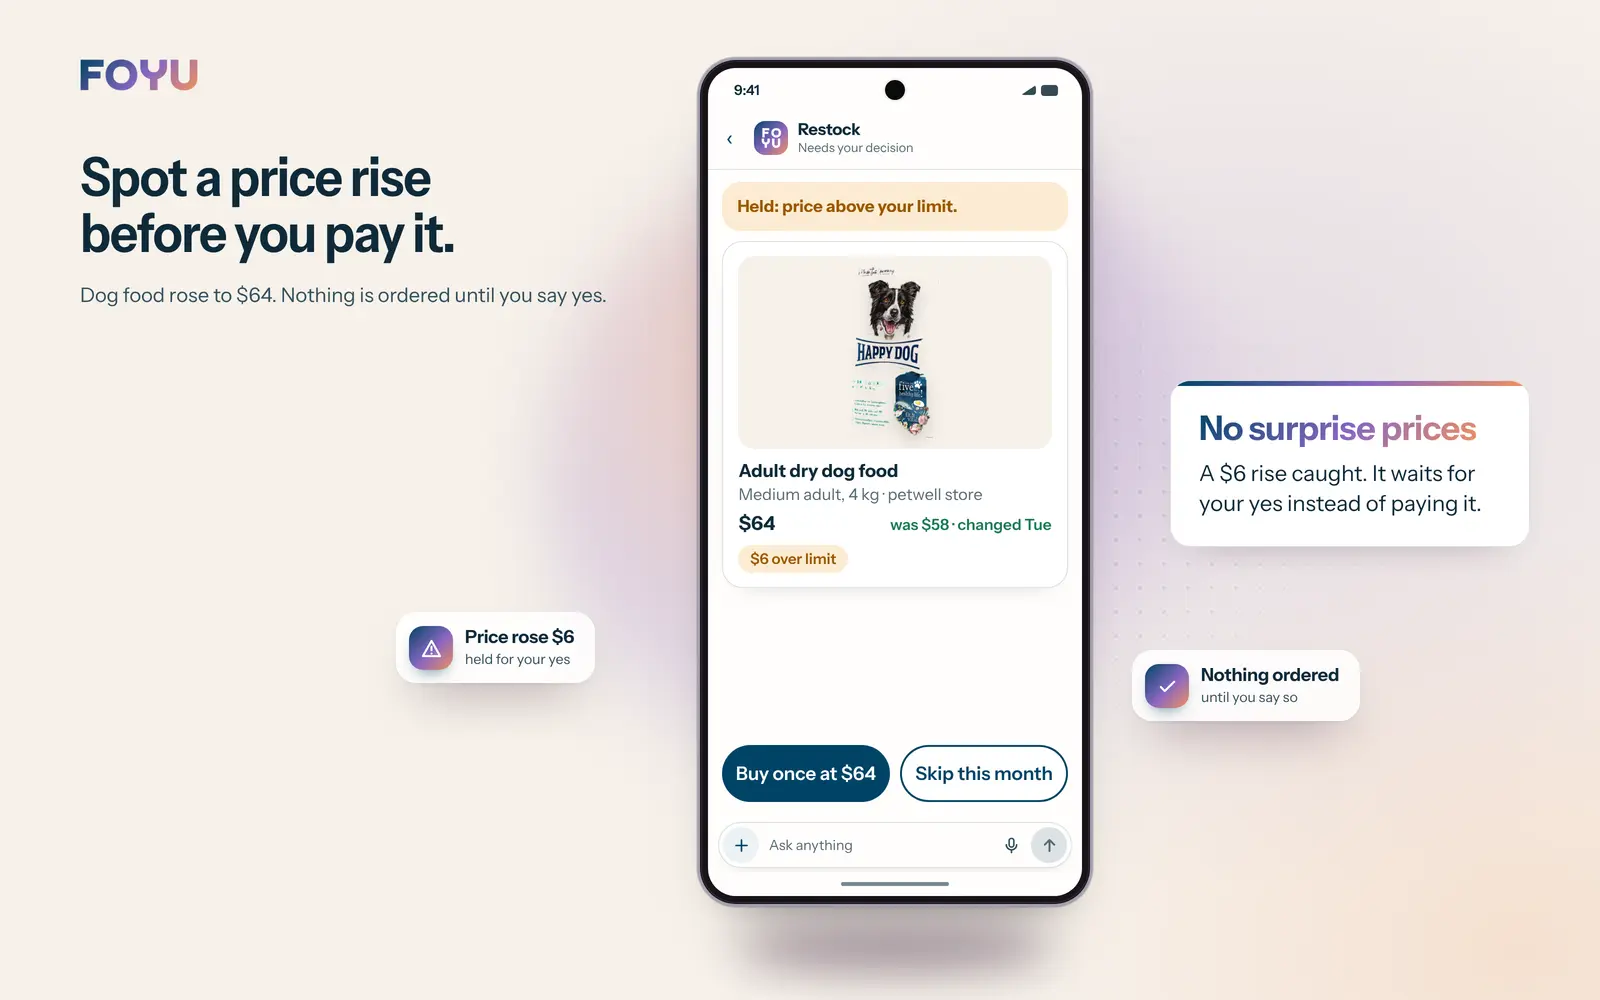 FOYU
Spot a price rise
before you pay it.
Dog food rose to $64. Nothing is ordered until you say yes.
9:41
FO
YU
Restock
Needs your decision
Held: price above your limit.
HAPPY DOG
five
Adult dry dog food
Medium adult, 4 kg · petwell store
$64
was $58 · changed Tue
$6 over limit
No surprise prices
A $6 rise caught. It waits for
your yes instead of paying it.
Price rose $6
held for your yes
Nothing ordered
until you say so
Buy once at $64
Skip this month
Ask anything